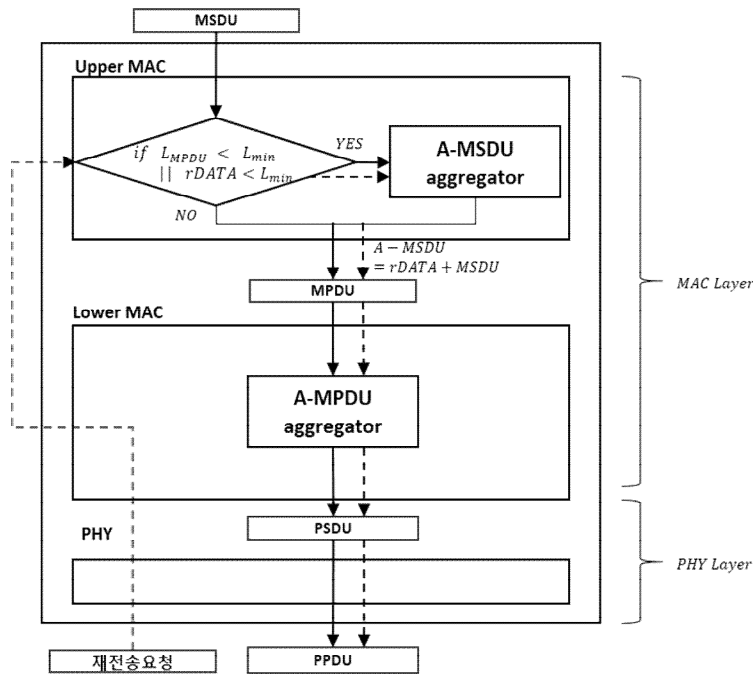 MSDU
Upper MAC
if L_MPDU < L_min
|| rDATA < L_min
YES
A-MSDU
aggregator
NO
A − MSDU
= rDATA + MSDU
MPDU
MAC Layer
Lower MAC
A-MPDU
aggregator
PSDU
PHY
PHY Layer
재전송요청
PPDU